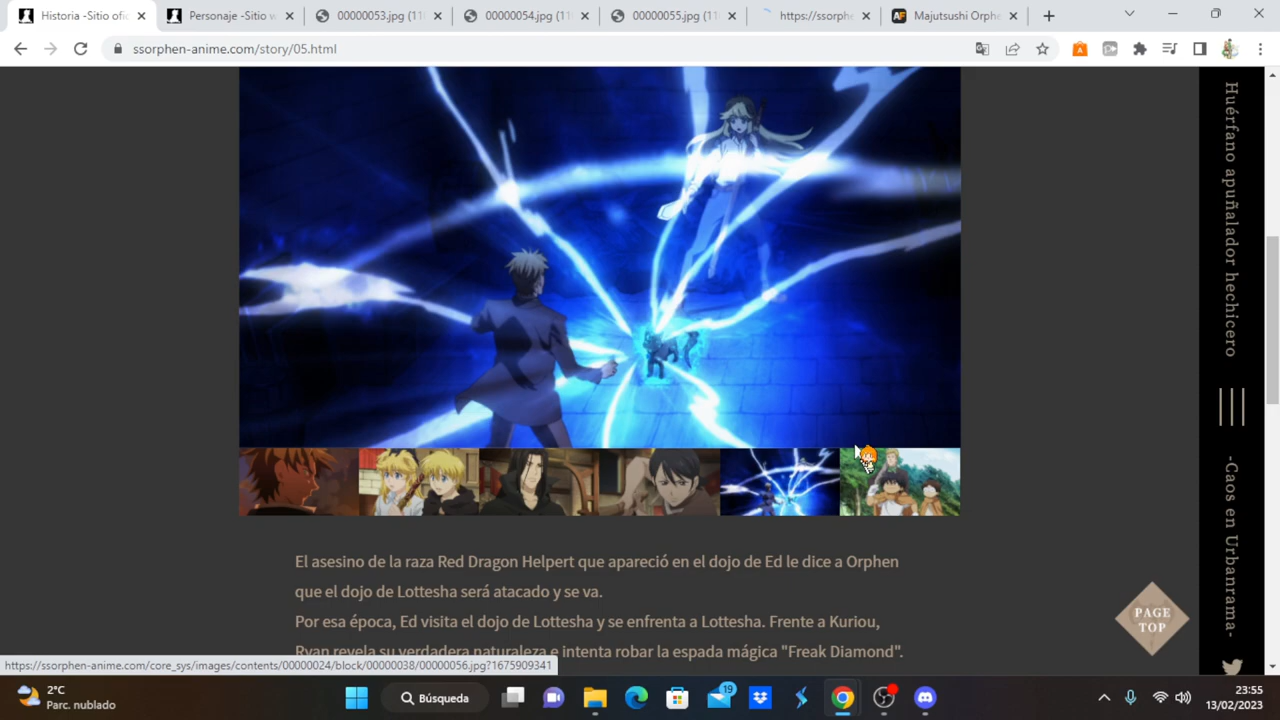 Historia -Sitio ofic
Personaje -Sitio w
00000053.jpg (11
00000054.jpg (11
00000055.jpg (11
https://ssorphe
Majutsushi Orphe
ssorphen-anime.com/story/05.html
Huérfano apuñalador hechicero
-Caos en Urbanrama-
El asesino de la raza Red Dragon Helpert que apareció en el dojo de Ed le dice a Orphen
que el dojo de Lottesha será atacado y se va.
Por esa época, Ed visita el dojo de Lottesha y se enfrenta a Lottesha. Frente a Kuriou,
Ryan revela su verdadera naturaleza e intenta robar la espada mágica "Freak Diamond".
PAGE
TOP
https://ssorphen-anime.com/core_sys/images/contents/00000024/block/00000038/00000056.jpg?1675909341
2°C
Parc. nublado
Búsqueda
19
23:55
13/02/2023